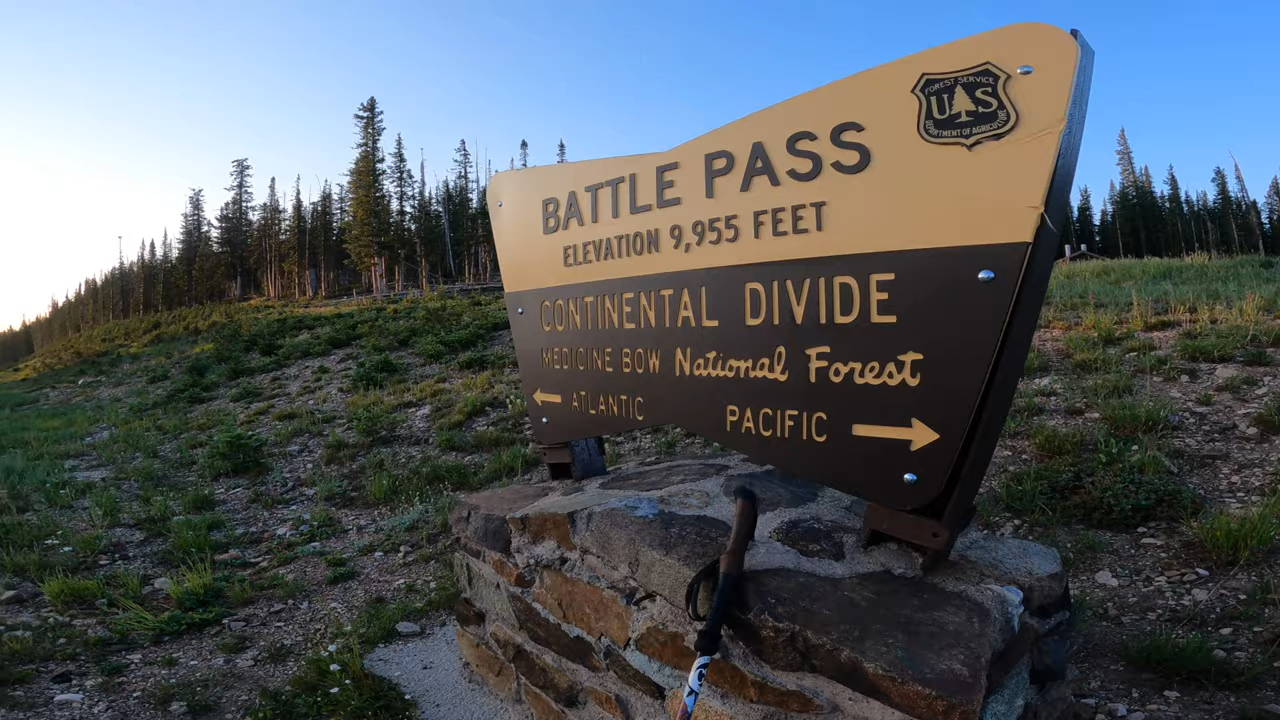 FOREST SERVICE
U S
DEPARTMENT OF AGRICULTURE
BATTLE PASS
ELEVATION 9,955 FEET
CONTINENTAL DIVIDE
MEDICINE BOW National Forest
ATLANTIC
PACIFIC